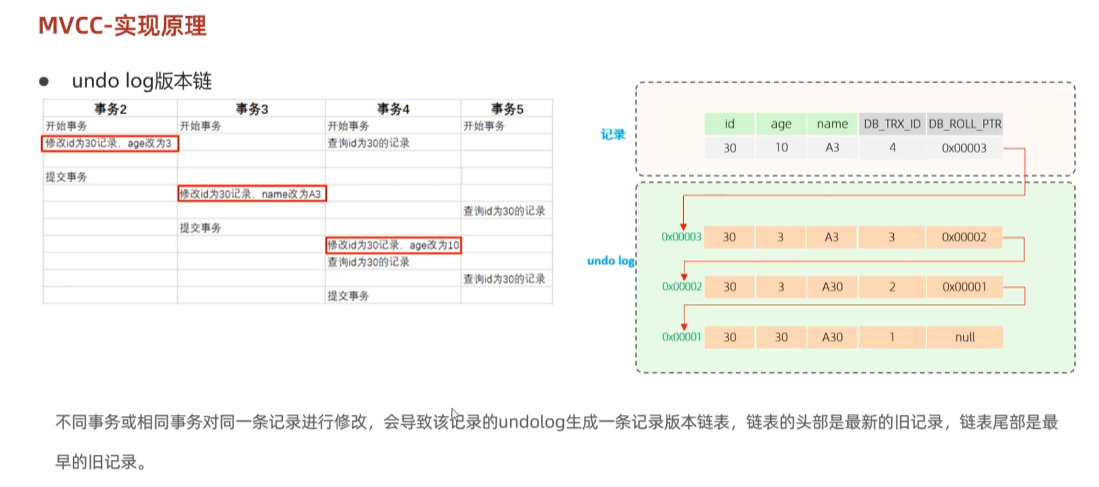 MVCC-实现原理
● undo log版本链
事务2 事务3 事务4 事务5
开始事务 开始事务 开始事务 开始事务
修改id为30记录，age改为3 查询id为30的记录
提交事务
修改id为30记录，name改为A3
查询id为30的记录
提交事务
修改id为30记录，age改为10
查询id为30的记录
查询id为30的记录
提交事务
记录
id age name DB_TRX_ID DB_ROLL_PTR
30 10 A3 4 0x00003
undo log
0x00003 30 3 A3 3 0x00002
0x00002 30 3 A30 2 0x00001
0x00001 30 30 A30 1 null
不同事务或相同事务对同一条记录进行修改，会导致该记录的undolog生成一条记录版本链表，链表的头部是最新的旧记录，链表尾部是最
早的旧记录。